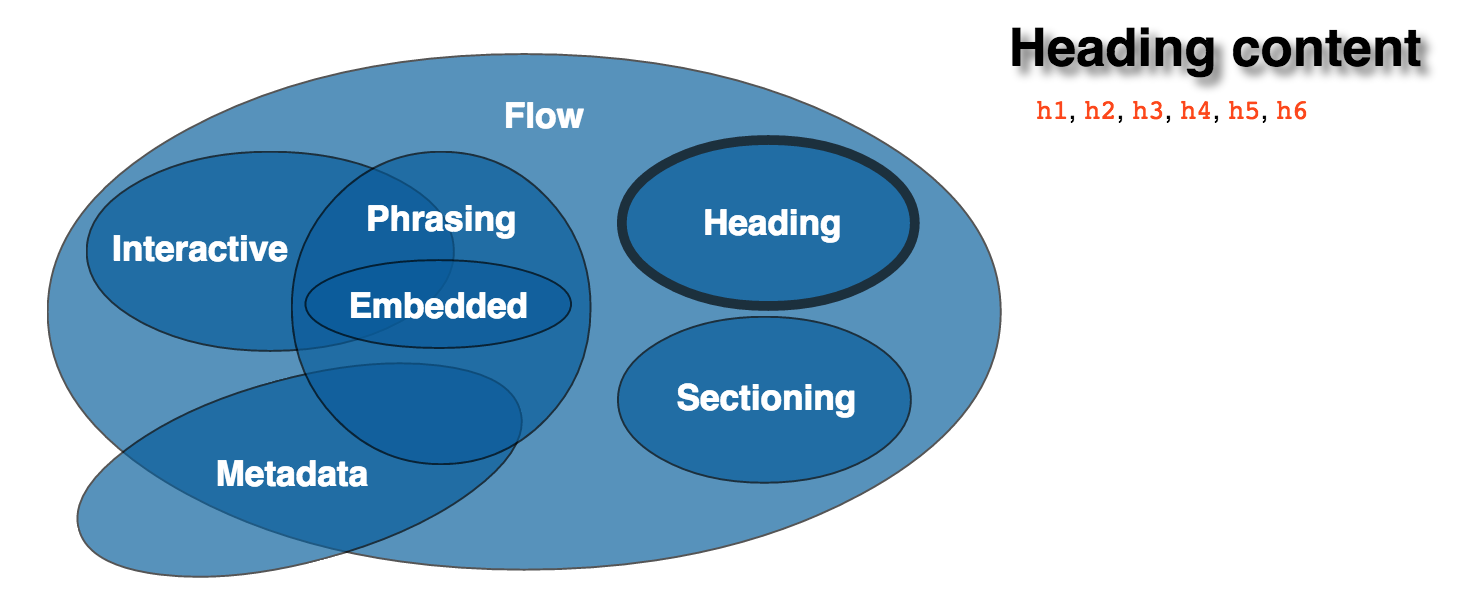 Heading content
h1, h2, h3, h4, h5, h6
Flow
Phrasing
Heading
Interactive
Embedded
Sectioning
Metadata